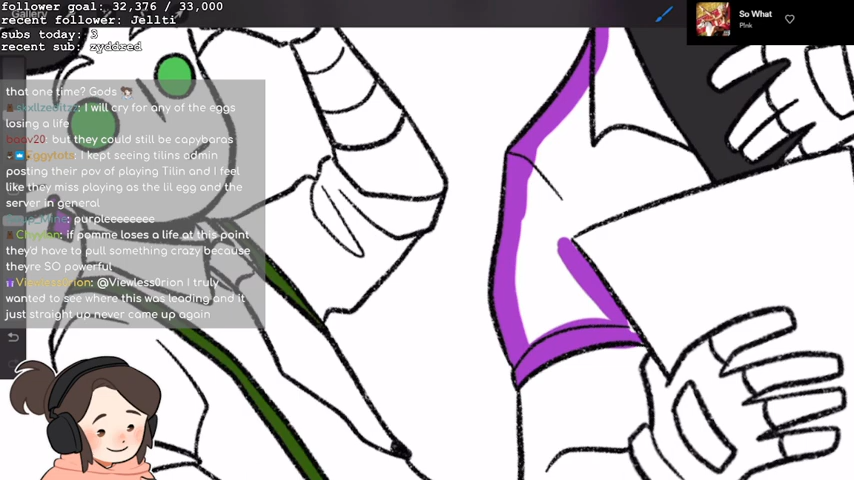 follower goal: 32,376 / 33,000
recent follower: Jellti
subs today: 3
recent sub: zyddred
Gallery
So What
P!nk
that one time? Gods
I will cry for any of the eggs
losing a life
baav20: but they could still be capybaras
Eggytots: I kept seeing tilins admin
posting their pov of playing Tilin and I feel
like they miss playing as the lil egg and the
server in general
purpleeeeeeee
if pomme loses a life at this point
they'd have to pull something crazy because
theyre SO powerful
Viewless0rion: @Viewless0rion I truly
wanted to see where this was leading and it
just straight up never came up again